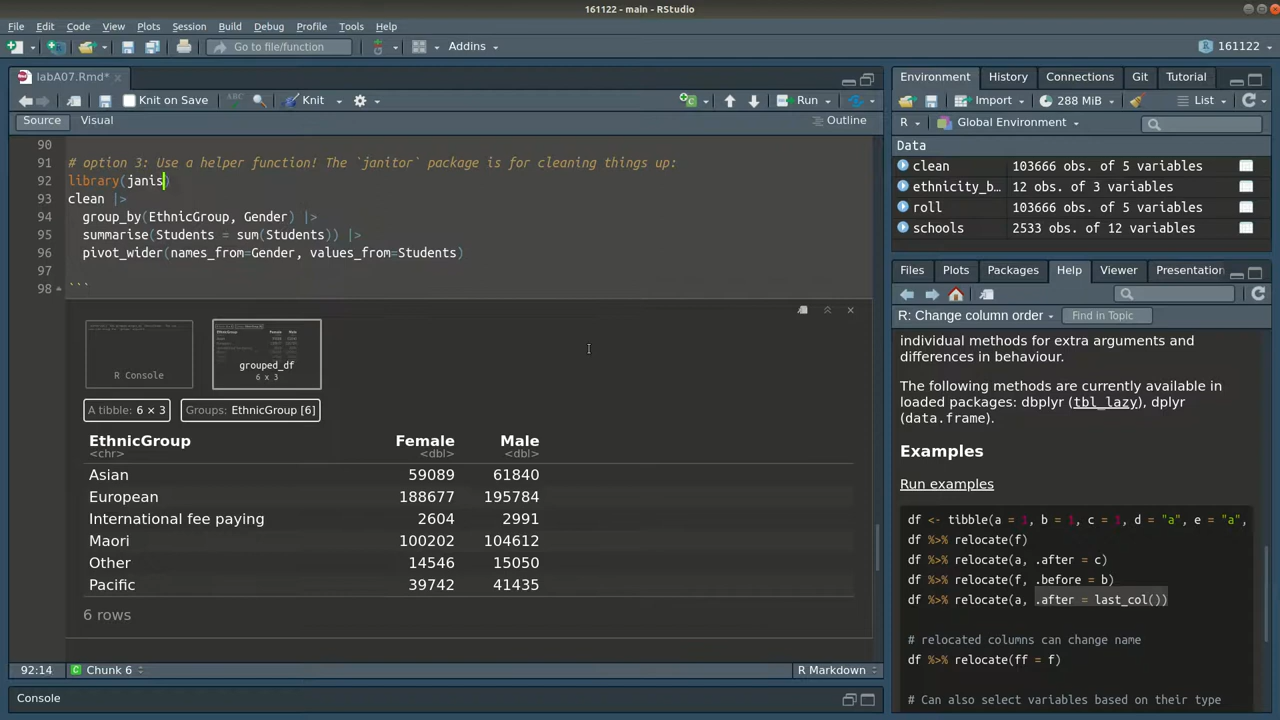 161122 - main - RStudio
File Edit Code View Plots Session Build Debug Profile Tools Help
Go to file/function Addins 161122
labA07.Rmd*
Knit on Save ABC Knit Run
Source Visual Outline
90
91 # option 3: Use a helper function! The `janitor` package is for cleaning things up:
92 library(janis)
93 clean |>
94 group_by(EthnicGroup, Gender) |>
95 summarise(Students = sum(Students)) |>
96 pivot_wider(names_from=Gender, values_from=Students)
97
98 ```
R Console
grouped_df
6 x 3
A tibble: 6 × 3 Groups: EthnicGroup [6]
EthnicGroup Female Male
<chr> <dbl> <dbl>
Asian 59089 61840
European 188677 195784
International fee paying 2604 2991
Maori 100202 104612
Other 14546 15050
Pacific 39742 41435
6 rows
92:14 Chunk 6 R Markdown
Console
Environment History Connections Git Tutorial
Import 288 MiB List
R Global Environment
Data
clean 103666 obs. of 5 variables
ethnicity_b… 12 obs. of 3 variables
roll 103666 obs. of 5 variables
schools 2533 obs. of 12 variables
Files Plots Packages Help Viewer Presentation
R: Change column order Find in Topic
individual methods for extra arguments and
differences in behaviour.
The following methods are currently available in
loaded packages: dbplyr (tbl_lazy), dplyr
(data.frame).
Examples
Run examples
df <- tibble(a = 1, b = 1, c = 1, d = "a", e = "a",
df %>% relocate(f)
df %>% relocate(a, .after = c)
df %>% relocate(f, .before = b)
df %>% relocate(a, .after = last_col())
# relocated columns can change name
df %>% relocate(ff = f)
# Can also select variables based on their type